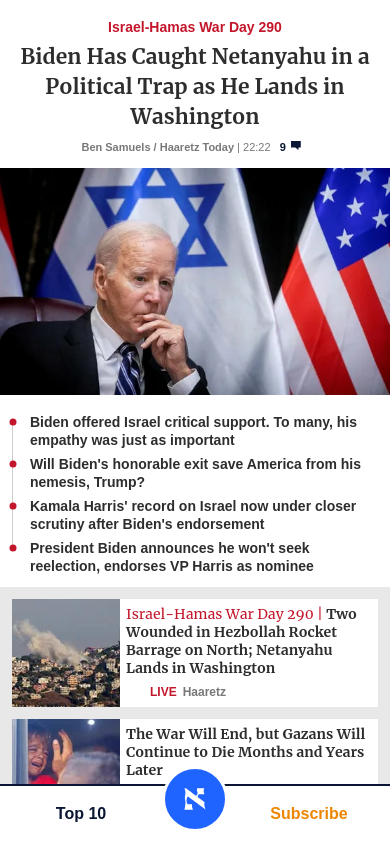 Israel-Hamas War Day 290
Biden Has Caught Netanyahu in a
Political Trap as He Lands in
Washington
Ben Samuels / Haaretz Today | 22:22 9
Biden offered Israel critical support. To many, his
empathy was just as important
Will Biden's honorable exit save America from his
nemesis, Trump?
Kamala Harris' record on Israel now under closer
scrutiny after Biden's endorsement
President Biden announces he won't seek
reelection, endorses VP Harris as nominee
Israel-Hamas War Day 290 | Two
Wounded in Hezbollah Rocket
Barrage on North; Netanyahu
Lands in Washington
LIVE Haaretz
The War Will End, but Gazans Will
Continue to Die Months and Years
Later
Top 10
Subscribe